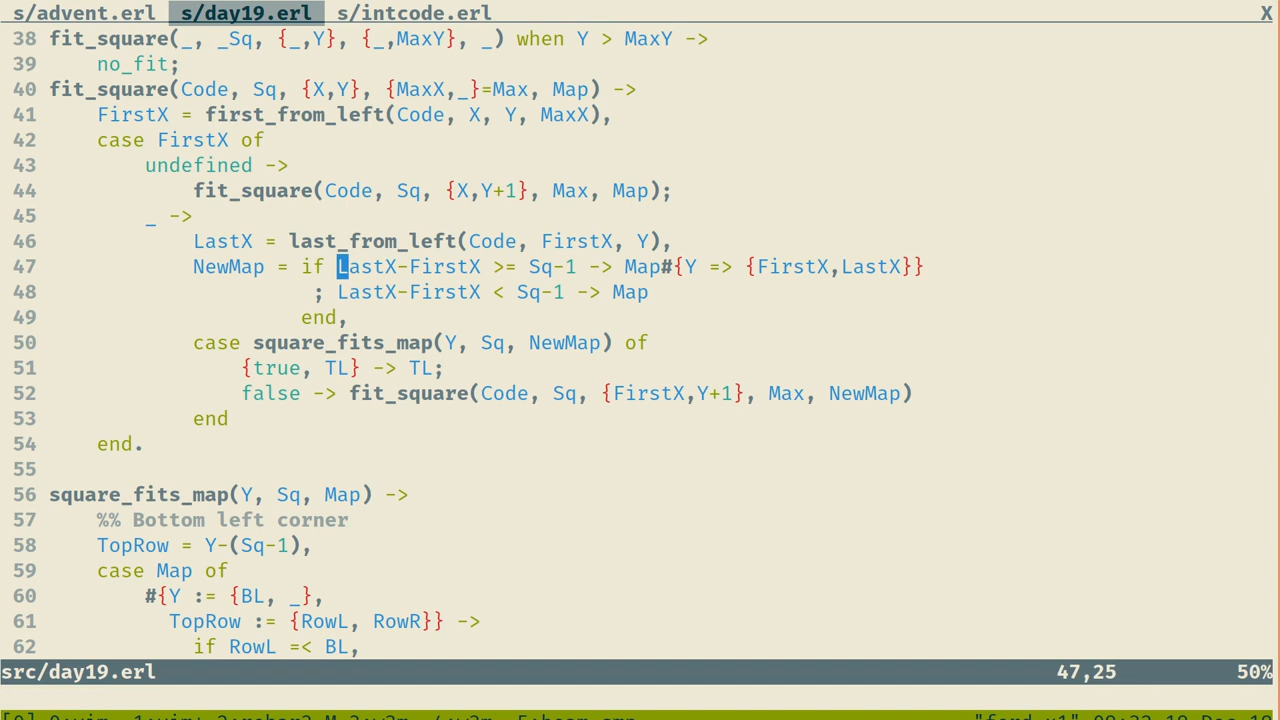 s/advent.erl s/day19.erl s/intcode.erl X
38 fit_square(_, _Sq, {_,Y}, {_,MaxY}, _) when Y > MaxY ->
39     no_fit;
40 fit_square(Code, Sq, {X,Y}, {MaxX,_}=Max, Map) ->
41     FirstX = first_from_left(Code, X, Y, MaxX),
42     case FirstX of
43         undefined ->
44             fit_square(Code, Sq, {X,Y+1}, Max, Map);
45         _ ->
46             LastX = last_from_left(Code, FirstX, Y),
47             NewMap = if LastX-FirstX >= Sq-1 -> Map#{Y => {FirstX,LastX}}
48                       ; LastX-FirstX < Sq-1 -> Map
49                      end,
50             case square_fits_map(Y, Sq, NewMap) of
51                 {true, TL} -> TL;
52                 false -> fit_square(Code, Sq, {FirstX,Y+1}, Max, NewMap)
53             end
54     end.
55
56 square_fits_map(Y, Sq, Map) ->
57     %% Bottom left corner
58     TopRow = Y-(Sq-1),
59     case Map of
60         #{Y := {BL, _},
61           TopRow := {RowL, RowR}} ->
62             if RowL =< BL,
src/day19.erl 47,25 50%